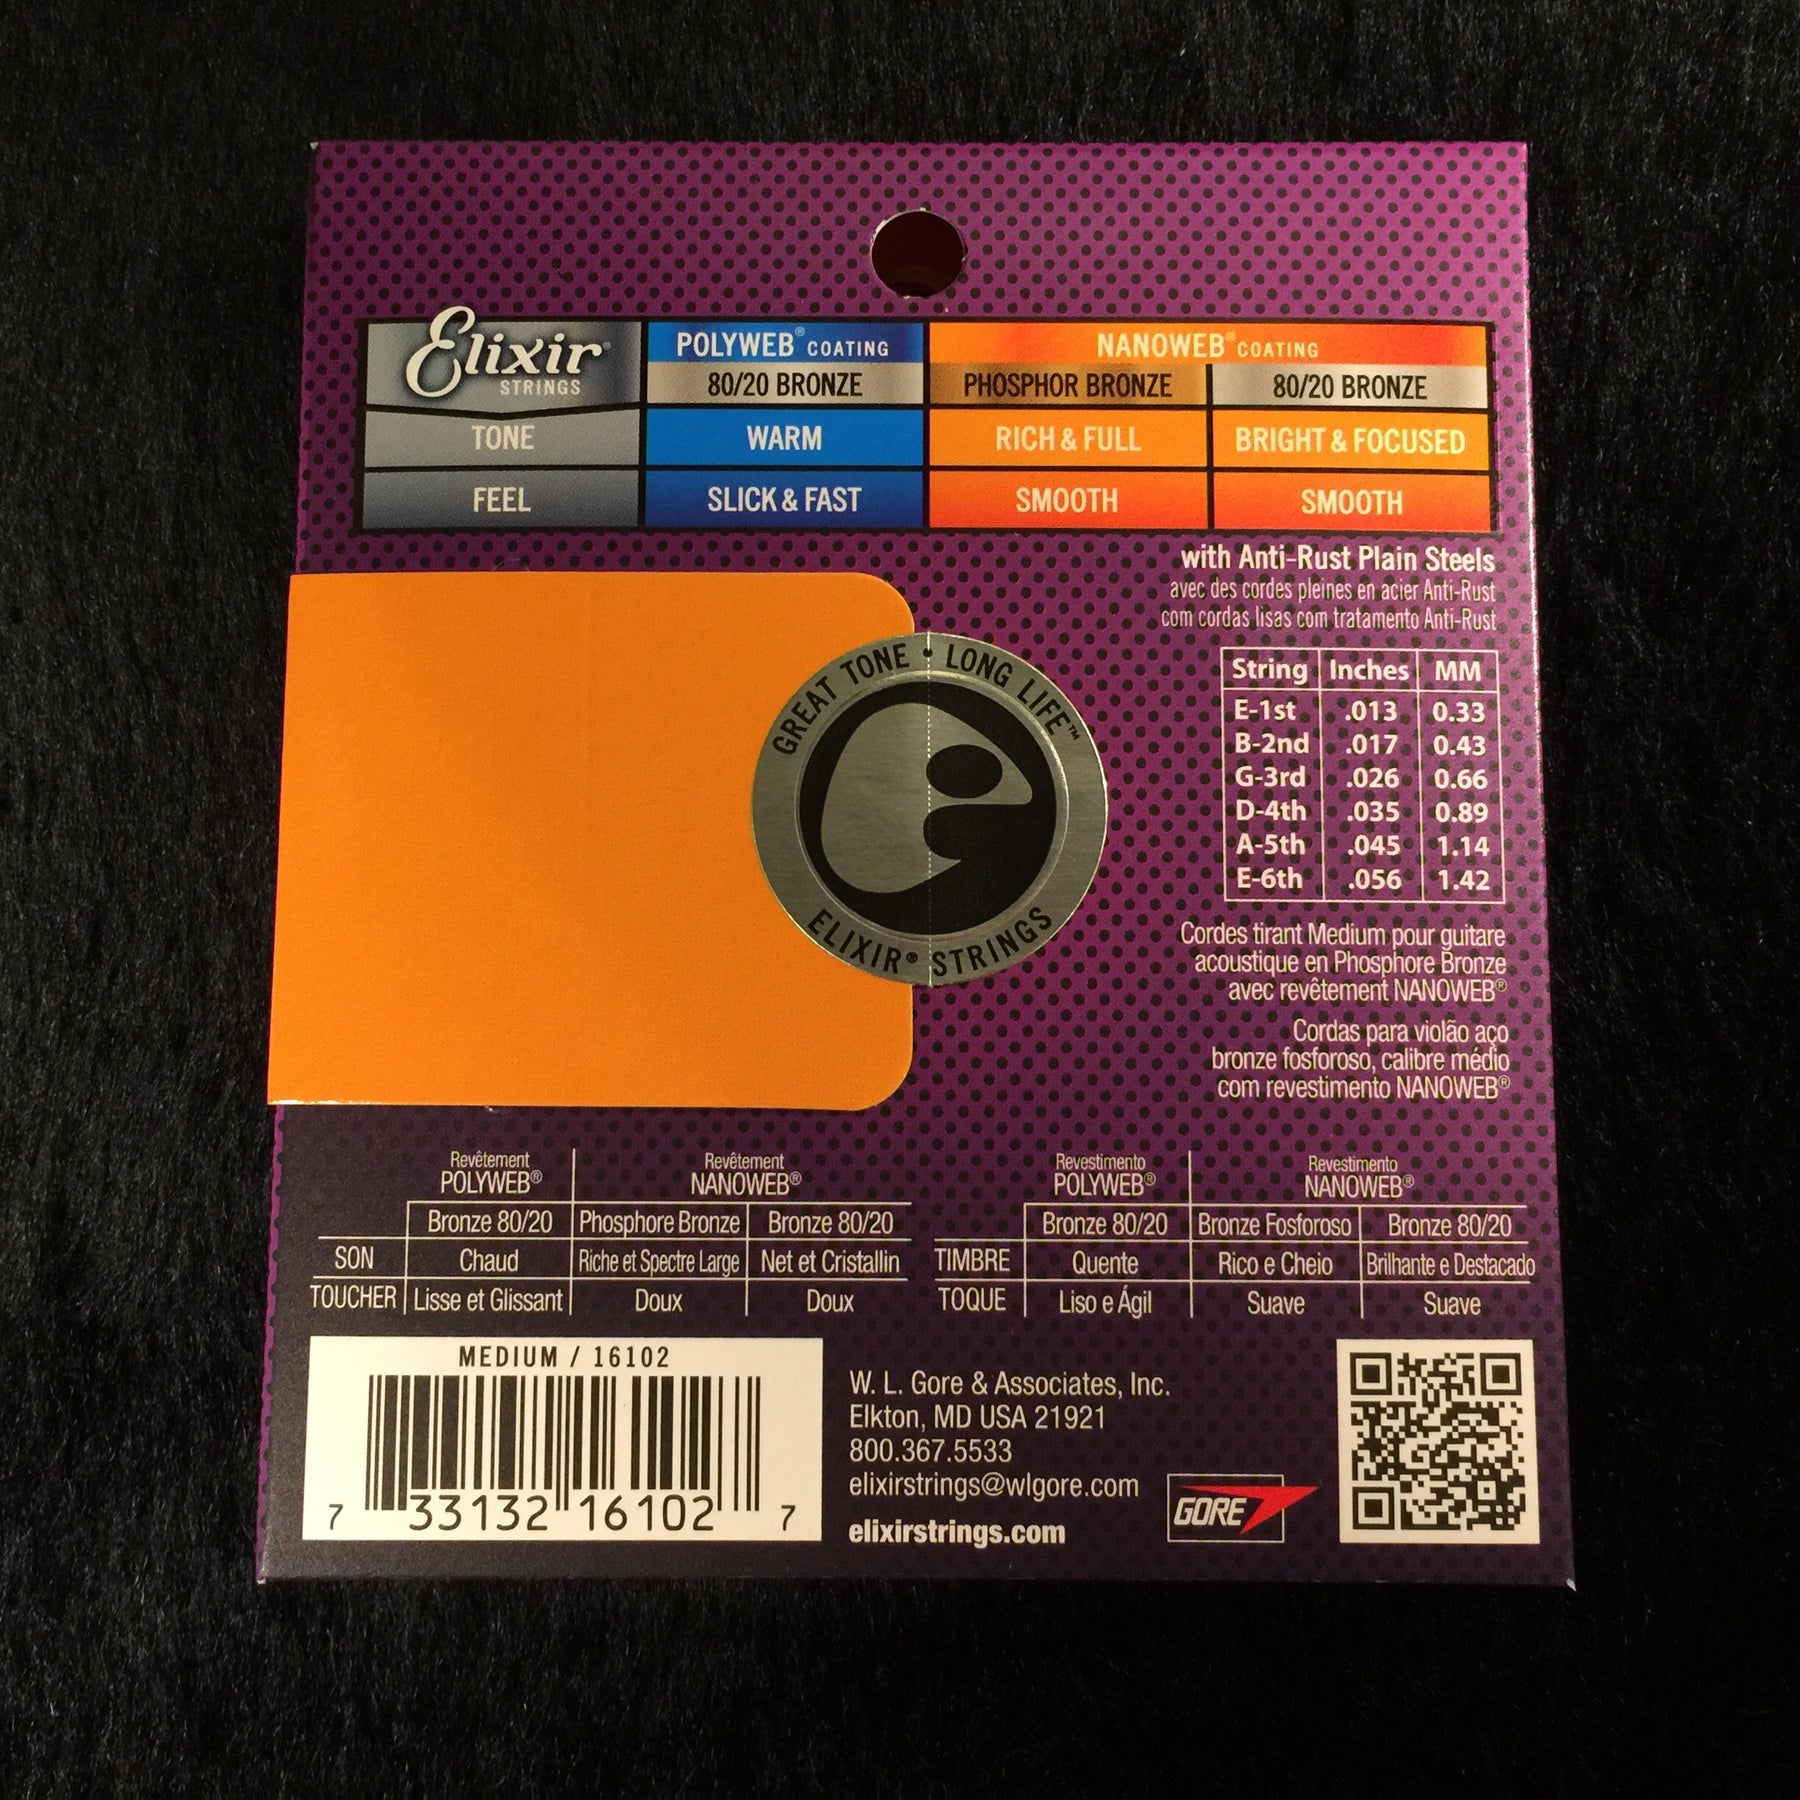 Elixir®
STRINGS
POLYWEB® COATING
NANOWEB® COATING
80/20 BRONZE
PHOSPHOR BRONZE
80/20 BRONZE
TONE
WARM
RICH & FULL
BRIGHT & FOCUSED
FEEL
SLICK & FAST
SMOOTH
SMOOTH
with Anti-Rust Plain Steels
avec des cordes pleines en acier Anti-Rust
com cordas lisas com tratamento Anti-Rust
GREAT TONE • LONG LIFE™
ELIXIR® STRINGS
String Inches MM
E-1st .013 0.33
B-2nd .017 0.43
G-3rd .026 0.66
D-4th .035 0.89
A-5th .045 1.14
E-6th .056 1.42
Cordes tirant Medium pour guitare
acoustique en Phosphore Bronze
avec revêtement NANOWEB®
Cordas para violão aço
bronze fosforoso, calibre médio
com revestimento NANOWEB®
Revêtement
POLYWEB®
Revêtement
NANOWEB®
Bronze 80/20 Phosphore Bronze Bronze 80/20
SON Chaud Riche et Spectre Large Net et Cristallin
TOUCHER Lisse et Glissant Doux Doux
Revestimento
POLYWEB®
Revestimento
NANOWEB®
Bronze 80/20 Bronze Fosforoso Bronze 80/20
TIMBRE Quente Rico e Cheio Brilhante e Destacado
TOQUE Liso e Ágil Suave Suave
MEDIUM / 16102
7 33132 16102 7
W. L. Gore & Associates, Inc.
Elkton, MD USA 21921
800.367.5533
elixirstrings@wlgore.com
elixirstrings.com
GORE